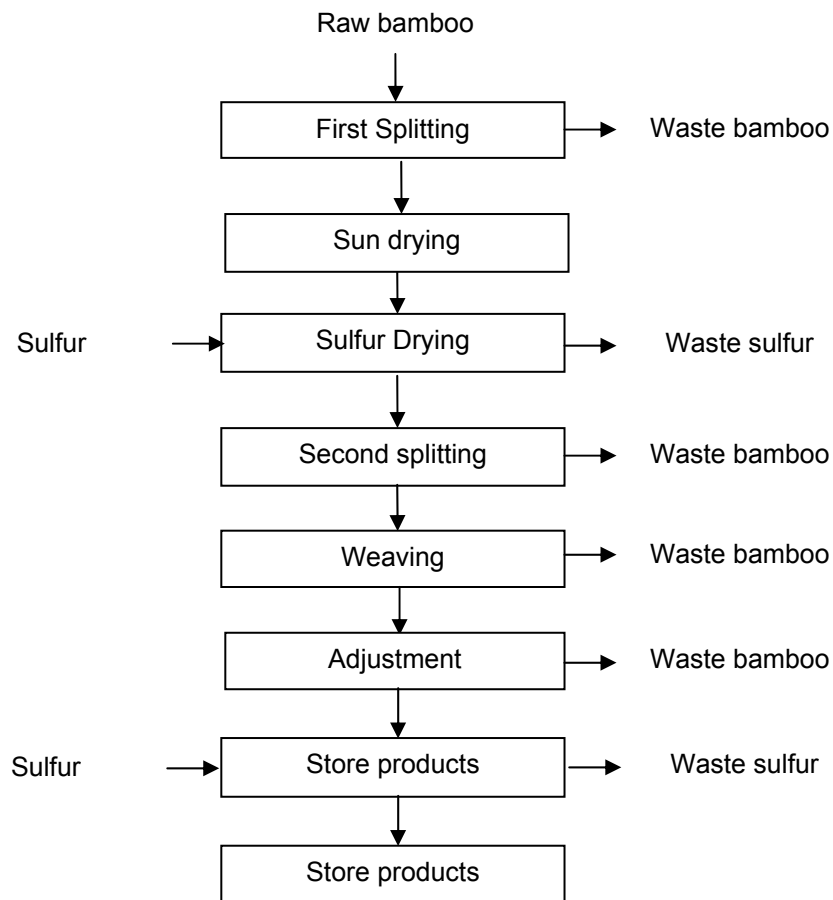 Raw bamboo
First Splitting
Waste bamboo
Sun drying
Sulfur
Sulfur Drying
Waste sulfur
Second splitting
Waste bamboo
Weaving
Waste bamboo
Adjustment
Waste bamboo
Sulfur
Store products
Waste sulfur
Store products